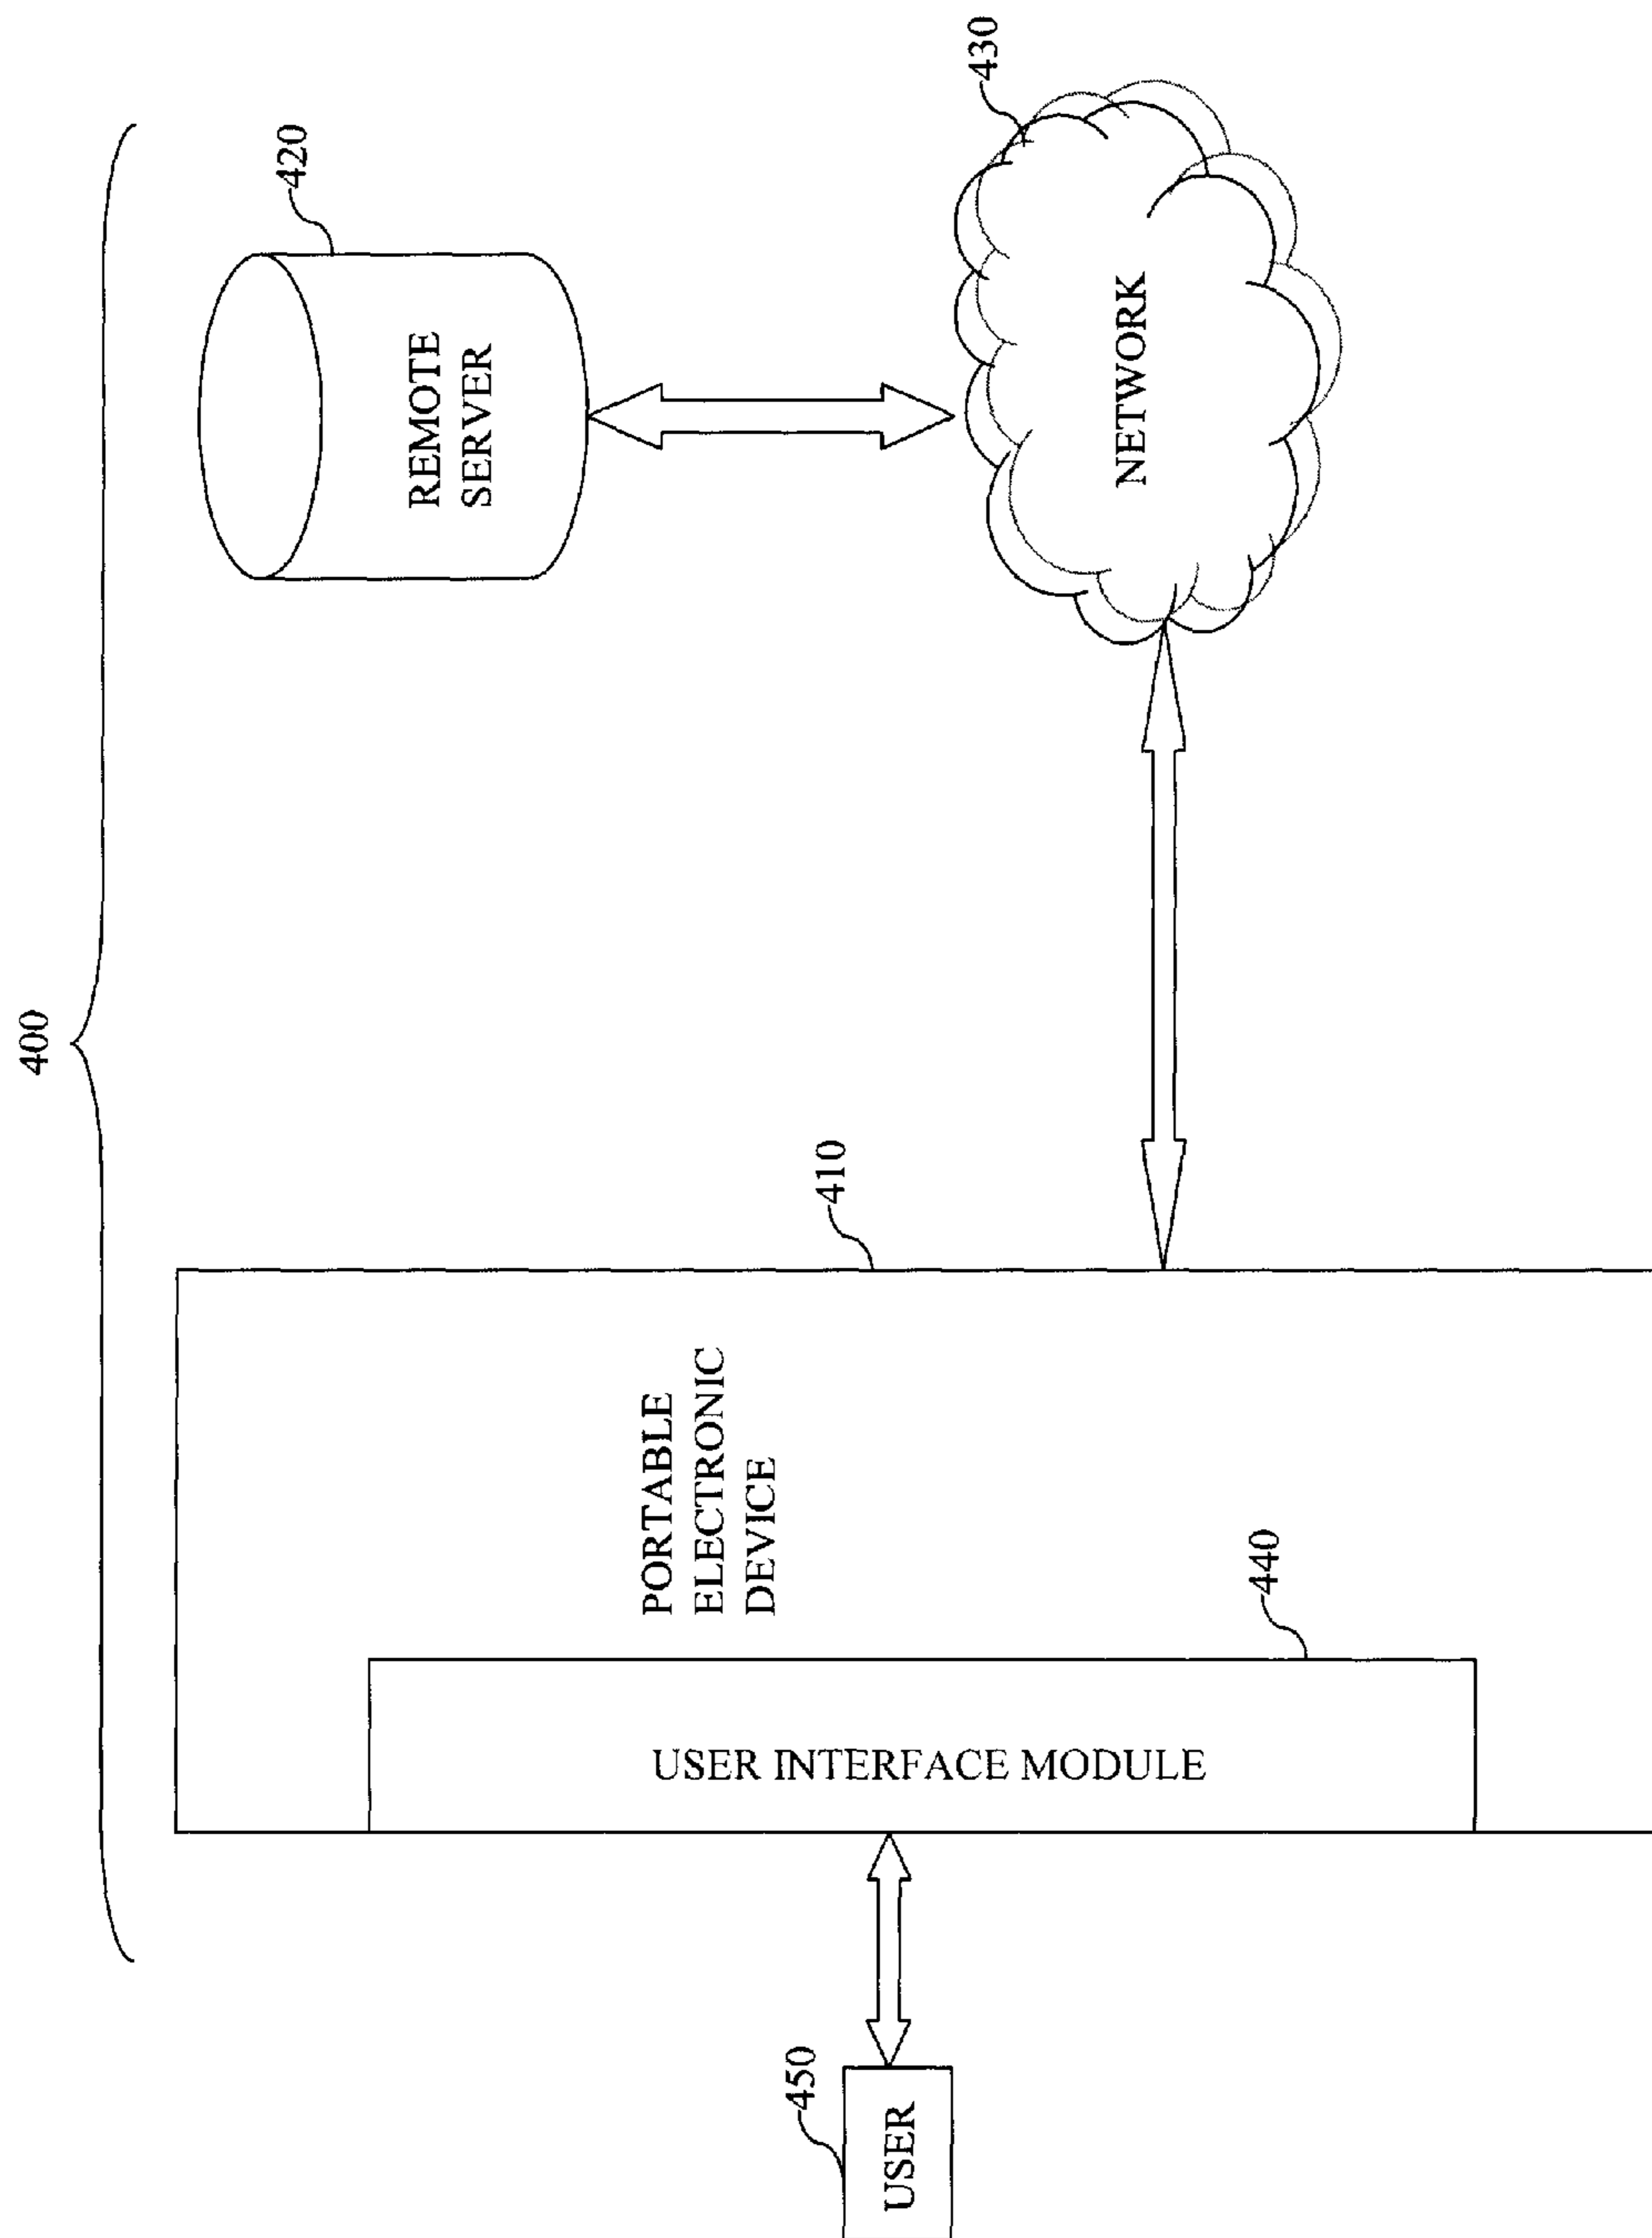 400
420
REMOTE
SERVER
430
NETWORK
410
PORTABLE
ELECTRONIC
DEVICE
440
USER INTERFACE MODULE
450
USER